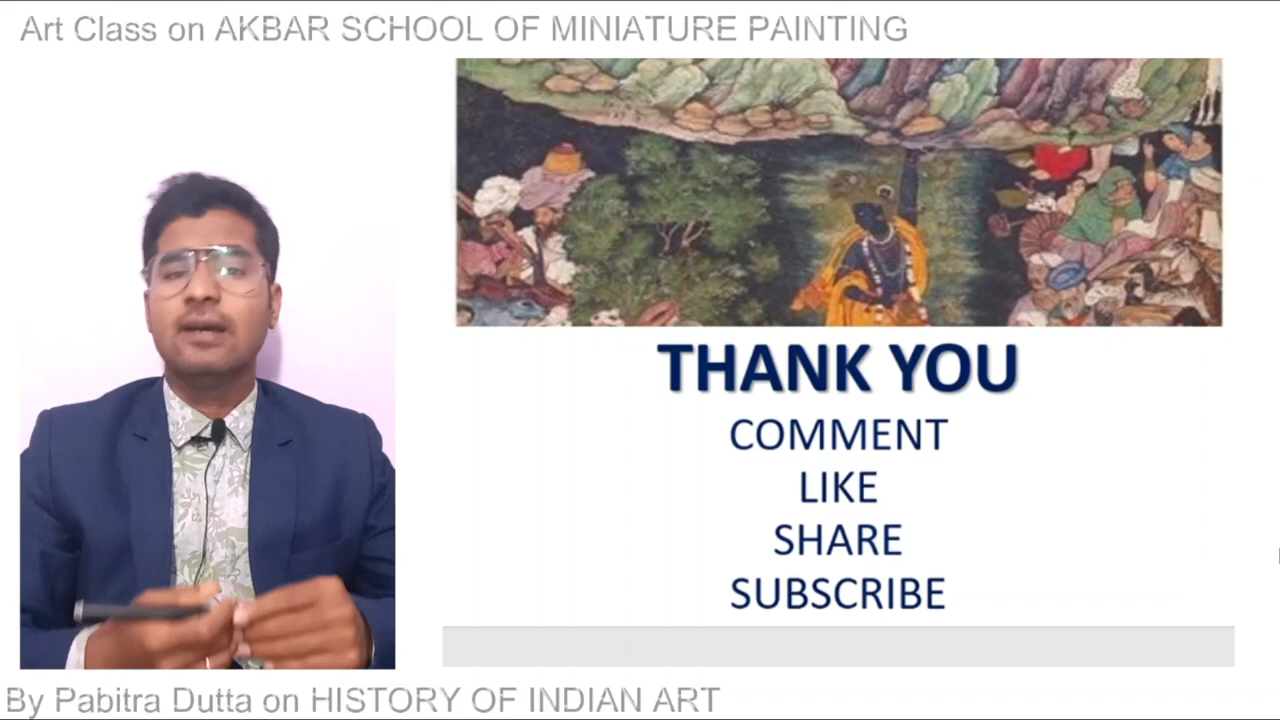 Art Class on AKBAR SCHOOL OF MINIATURE PAINTING
THANK YOU
COMMENT
LIKE
SHARE
SUBSCRIBE
By Pabitra Dutta on HISTORY OF INDIAN ART